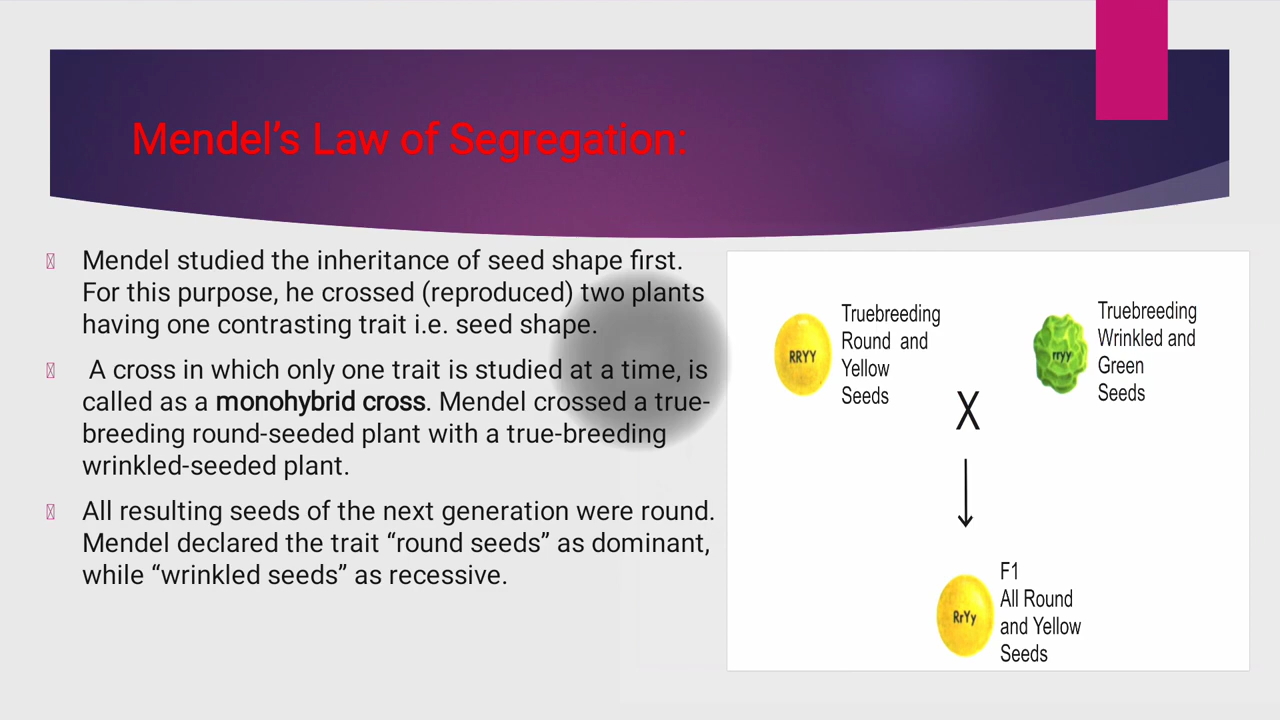 Mendel’s Law of Segregation:
Mendel studied the inheritance of seed shape first.
For this purpose, he crossed (reproduced) two plants
having one contrasting trait i.e. seed shape.
A cross in which only one trait is studied at a time, is
called as a monohybrid cross. Mendel crossed a true-
breeding round-seeded plant with a true-breeding
wrinkled-seeded plant.
All resulting seeds of the next generation were round.
Mendel declared the trait “round seeds” as dominant,
while “wrinkled seeds” as recessive.
RRYY
Truebreeding
Round and
Yellow
Seeds
X
rryy
Truebreeding
Wrinkled and
Green
Seeds
RrYy
F1
All Round
and Yellow
Seeds